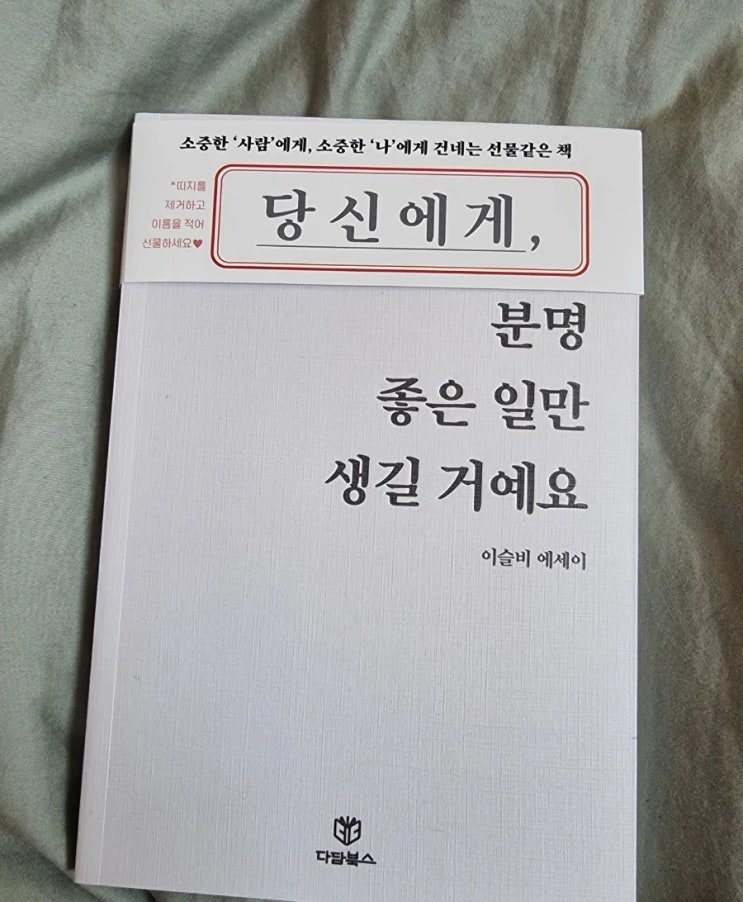 소중한 '사람'에게, 소중한 '나'에게 건네는 선물같은 책
*띠지를
제거하고
이름을 적어
선물하세요♥
당신에게,
분명
좋은 일만
생길 거예요
이슬비 에세이
다담북스